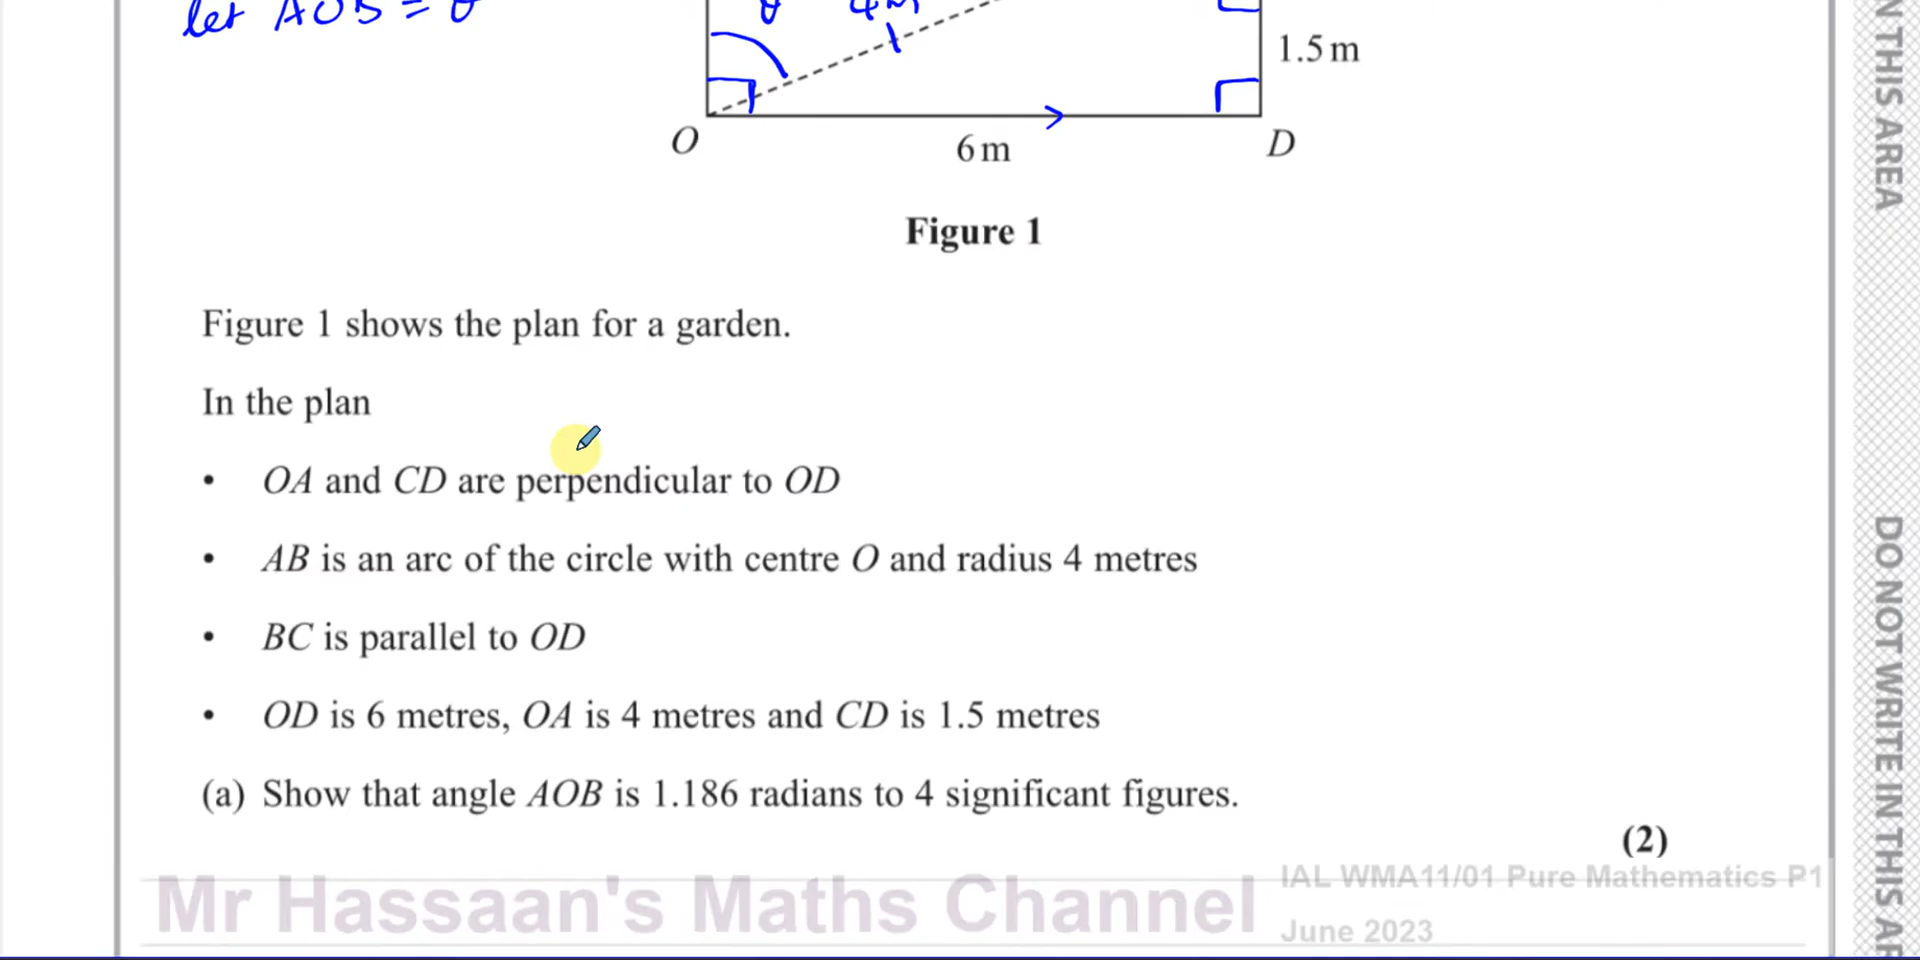 let AOB = θ
θ 4m
1.5 m
O
6 m
D
Figure 1
Figure 1 shows the plan for a garden.
In the plan
• OA and CD are perpendicular to OD
• AB is an arc of the circle with centre O and radius 4 metres
• BC is parallel to OD
• OD is 6 metres, OA is 4 metres and CD is 1.5 metres
(a) Show that angle AOB is 1.186 radians to 4 significant figures.
(2)
Mr Hassaan's Maths Channel
IAL WMA11/01 Pure Mathematics P1
June 2023
N THIS AREA
DO NOT WRITE IN THIS AR